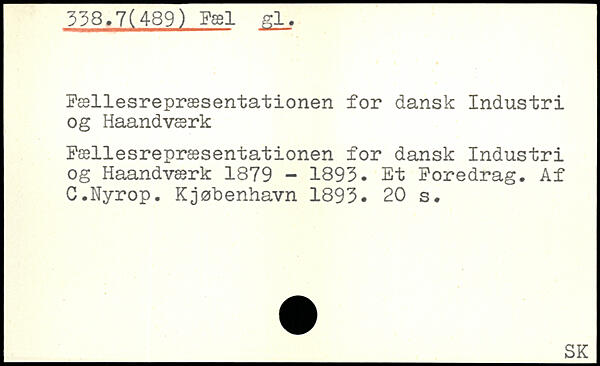 338.7(489) Fæl gl.
Fællesrepræsentationen for dansk Industri
og Haandværk
Fællesrepræsentationen for dansk Industri
og Haandværk 1879 - 1893. Et Foredrag. Af
C.Nyrop. Kjøbenhavn 1893. 20 s.
SK